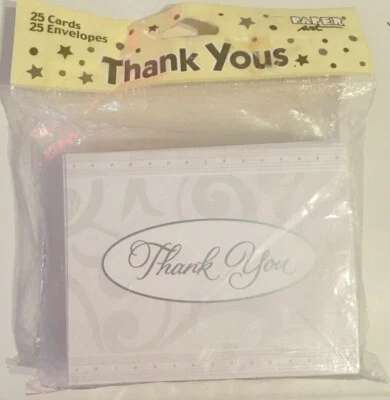 25 Cards
25 Envelopes
PAPER
ART
Thank Yous
Thank You